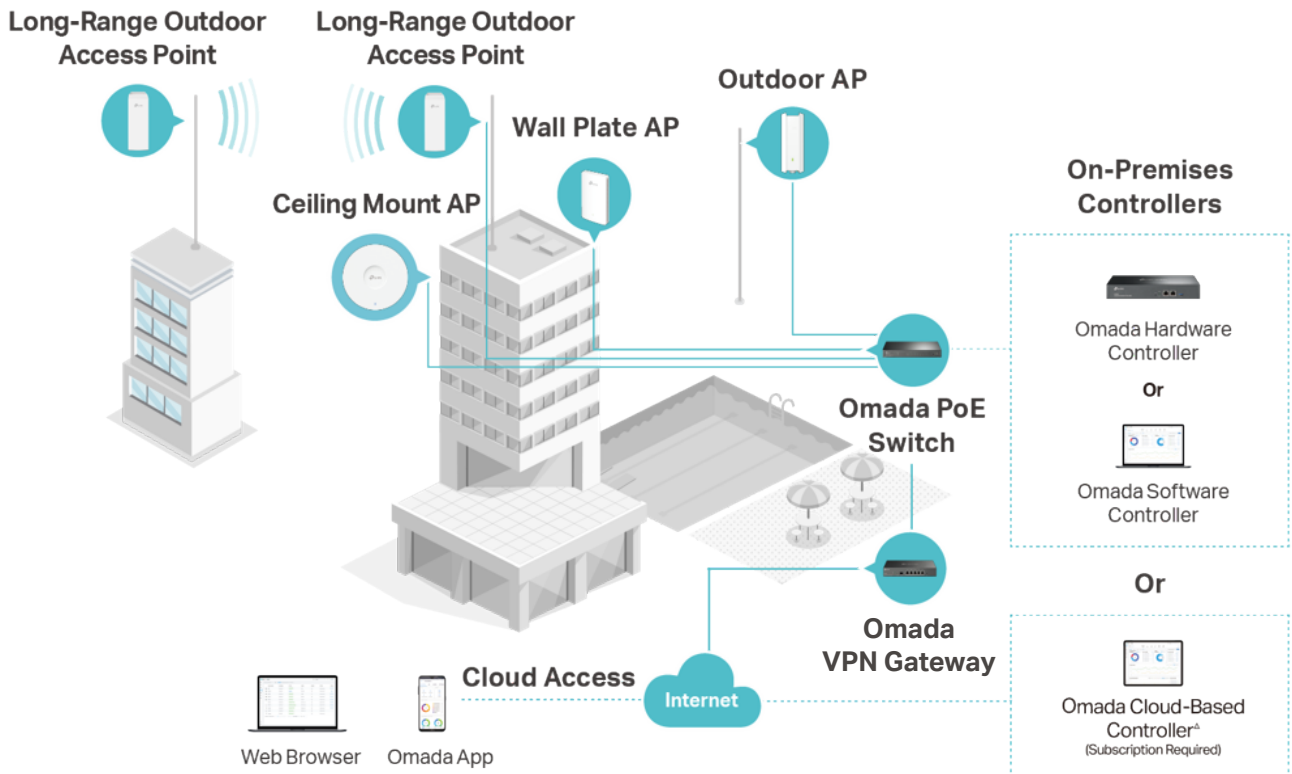 Long-Range Outdoor
Access Point
Long-Range Outdoor
Access Point
Outdoor AP
Wall Plate AP
Ceiling Mount AP
On-Premises
Controllers
Omada Hardware
Controller
Or
Omada Software
Controller
Omada PoE
Switch
Or
Omada
VPN Gateway
Cloud Access
Internet
Omada Cloud-Based
Controller△
(Subscription Required)
Web Browser
Omada App